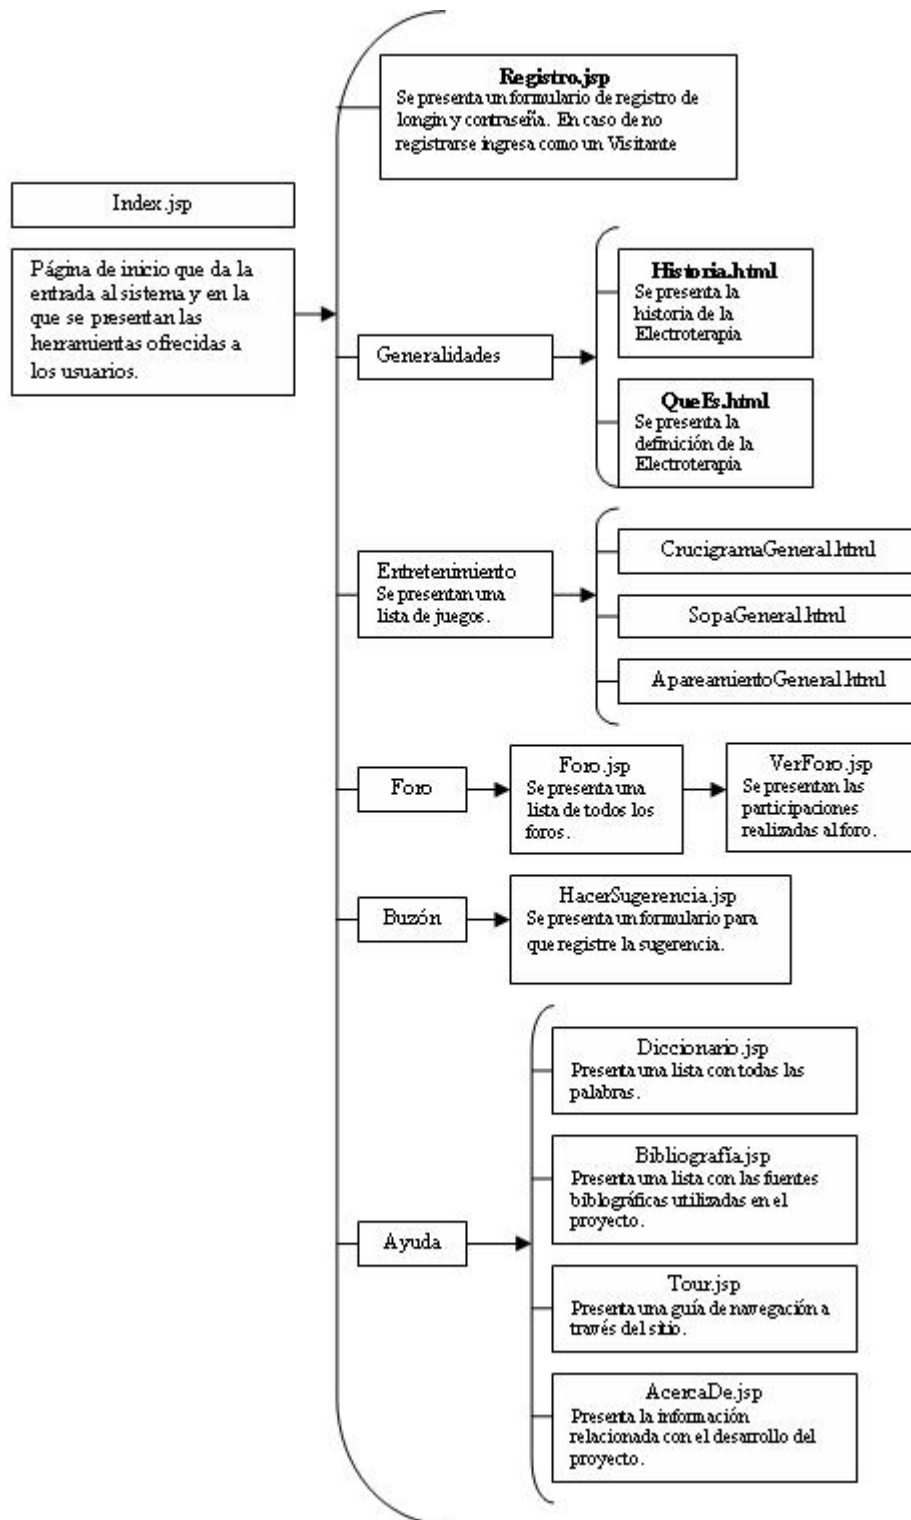 Registro.jsp
Se presenta un formulario de registro de
longin y contraseña. En caso de no
registrarse ingresa como un Visitante
Index.jsp
Página de inicio que da la
entrada al sistema y en la
que se presentan las
herramientas ofrecidas a
los usuarios.
Generalidades
Historia.html
Se presenta la
historia de la
Electroterapia
QueEs.html
Se presenta la
definición de la
Electroterapia
Entretenimiento
Se presentan una
lista de juegos.
CrucigramaGeneral.html
SopaGeneral.html
ApareamientoGeneral.html
Foro
Foro.jsp
Se presenta una
lista de todos los
foros.
VerForo.jsp
Se presentan las
participaciones
realizadas al foro.
Buzón
HacerSugerencia.jsp
Se presenta un formulario para
que registre la sugerencia.
Ayuda
Diccionario.jsp
Presenta una lista con todas las
palabras.
Bibliografía.jsp
Presenta una lista con las fuentes
biblográficas utilizadas en el
proyecto.
Tour.jsp
Presenta una guía de navegación a
través del sitio.
AcercaDe.jsp
Presenta la información
relacionada con el desarrollo del
proyecto.